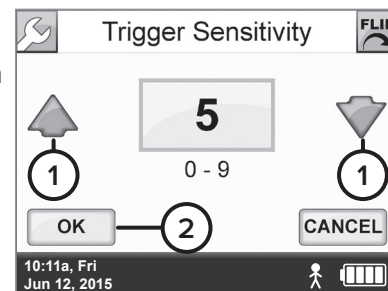 Trigger Sensitivity
5
0 - 9
1
1
OK
2
CANCEL
10:11a, Fri
Jun 12, 2015